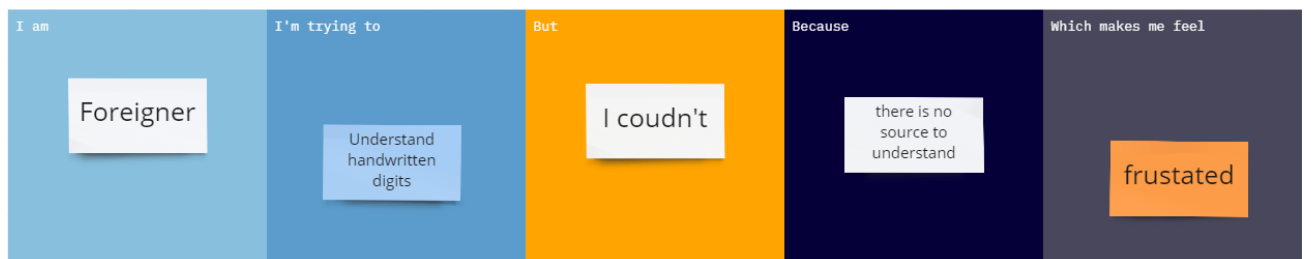 I am
Foreigner
I'm trying to
Understand
handwritten
digits
But
I coudn't
Because
there is no
source to
understand
Which makes me feel
frustated